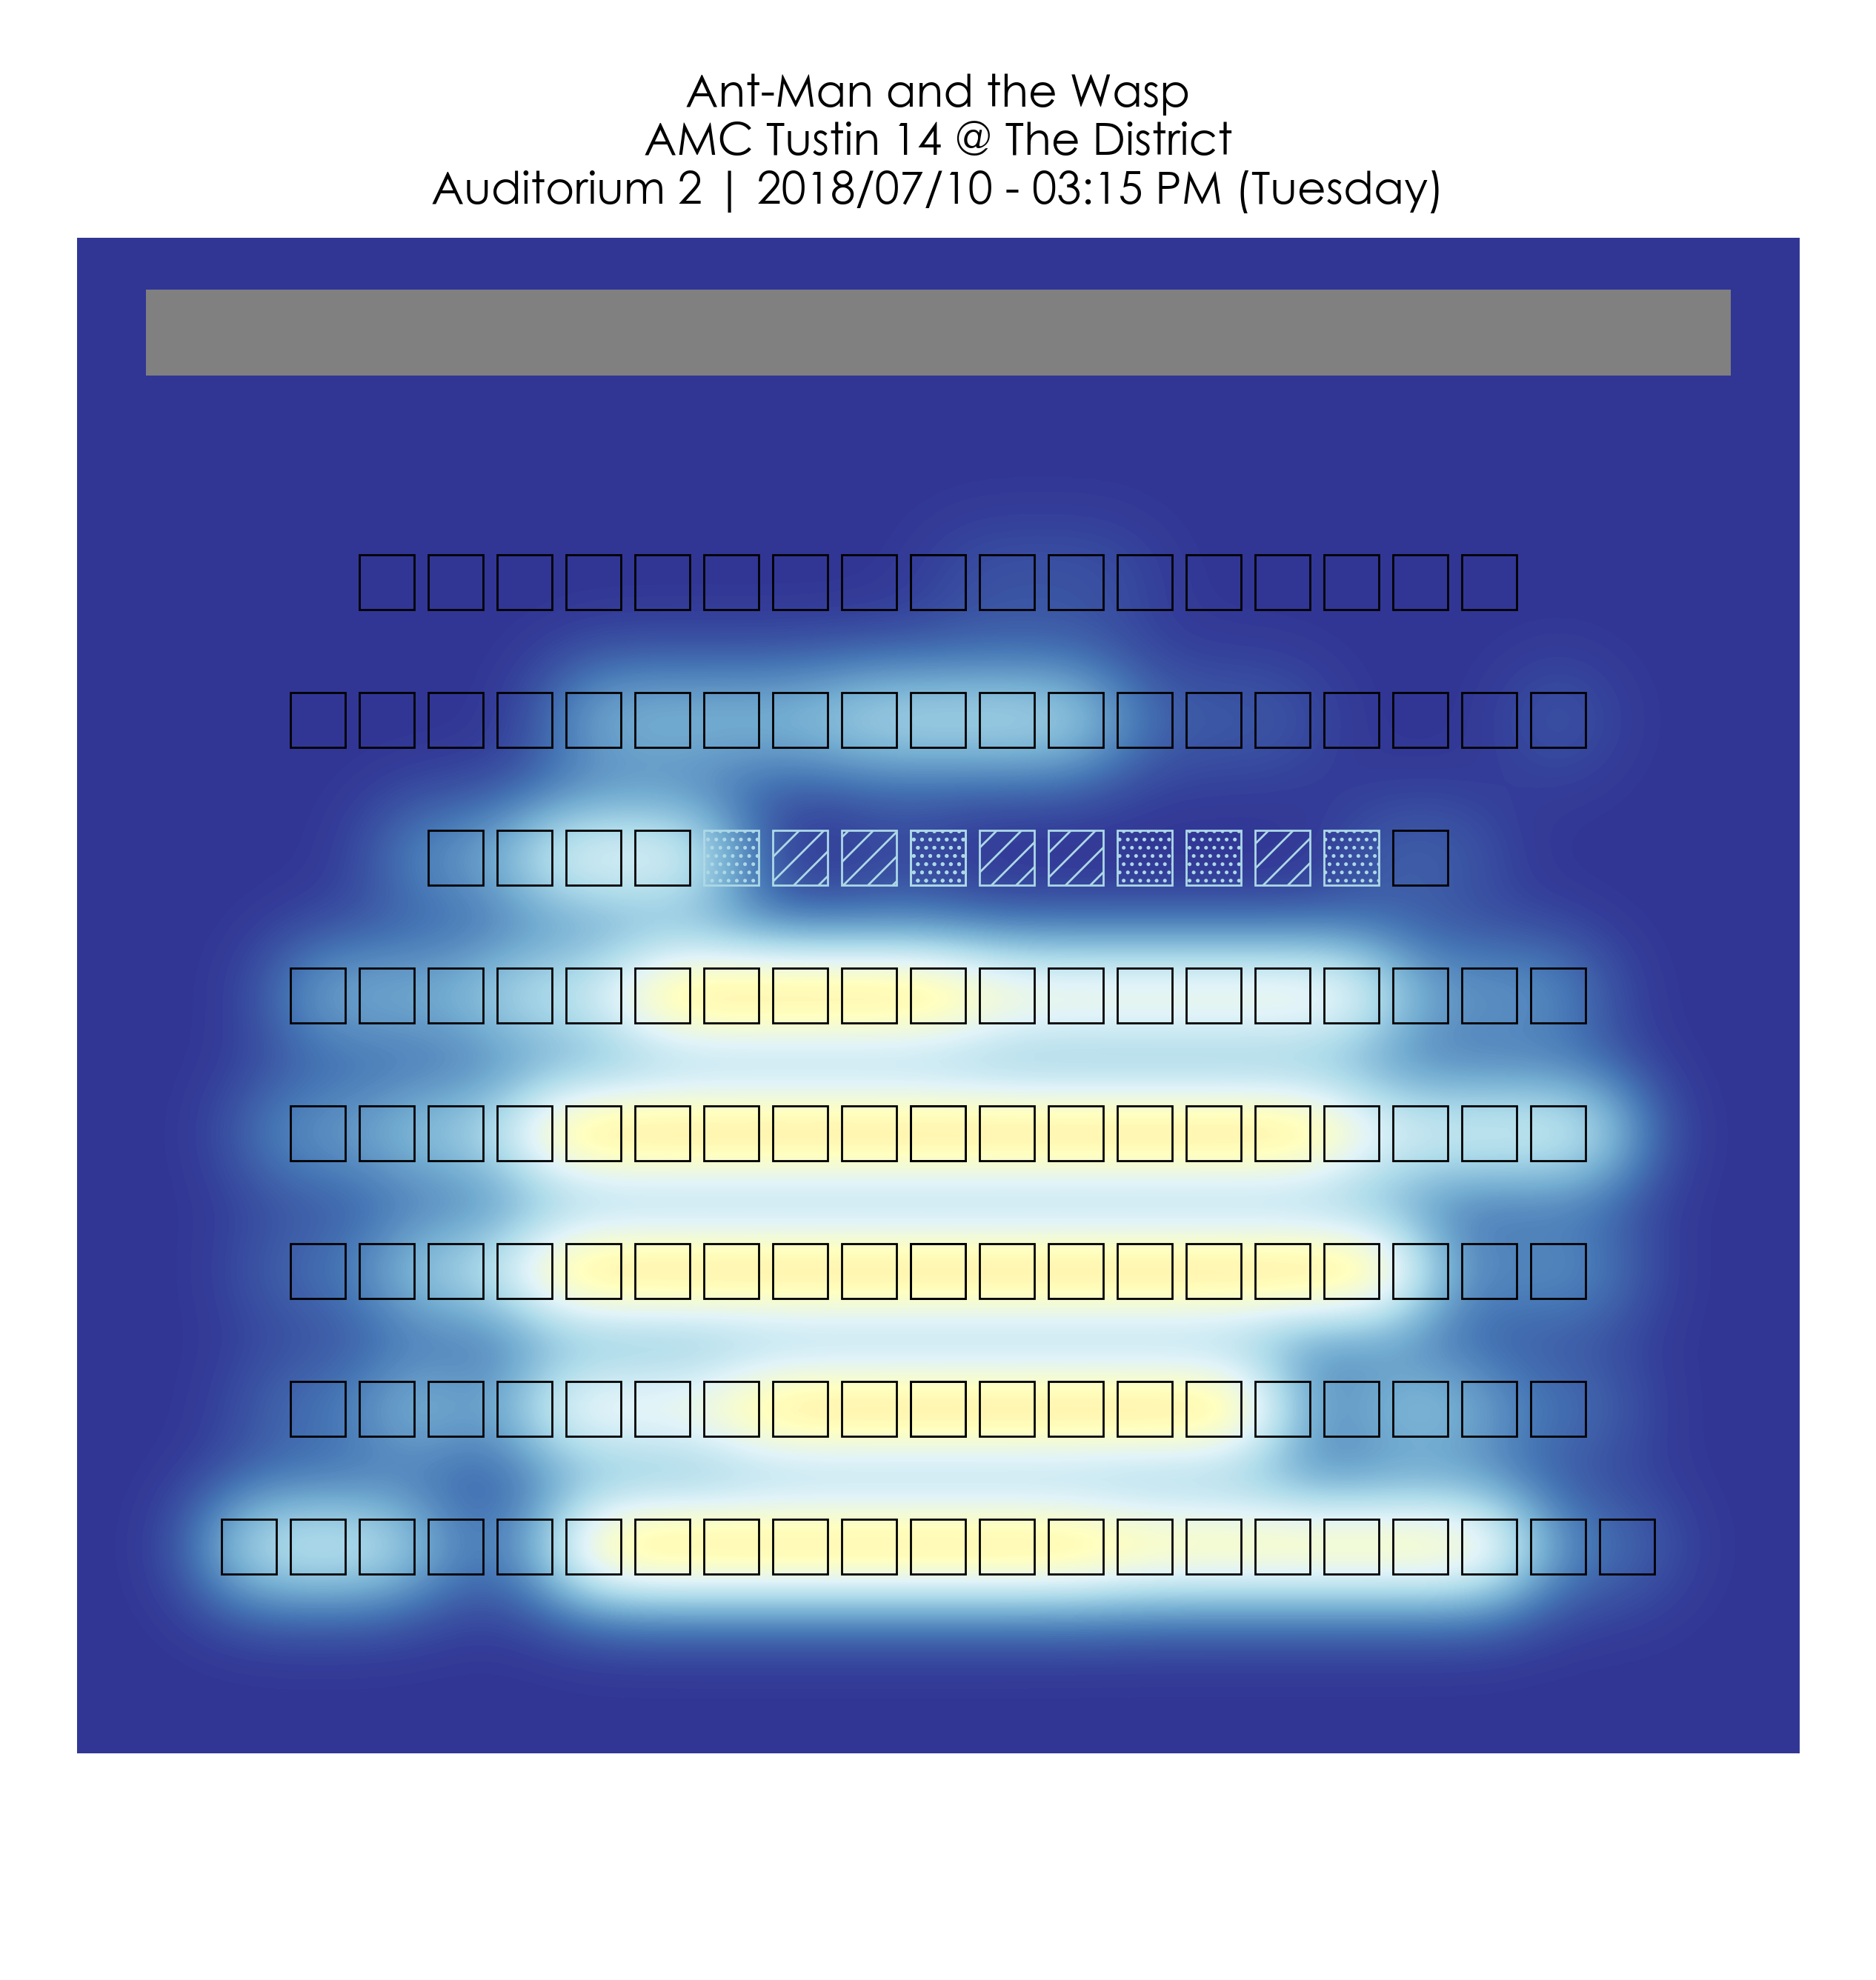 Ant-Man and the Wasp
AMC Tustin 14 @ The District
Auditorium 2 | 2018/07/10 - 03:15 PM (Tuesday)